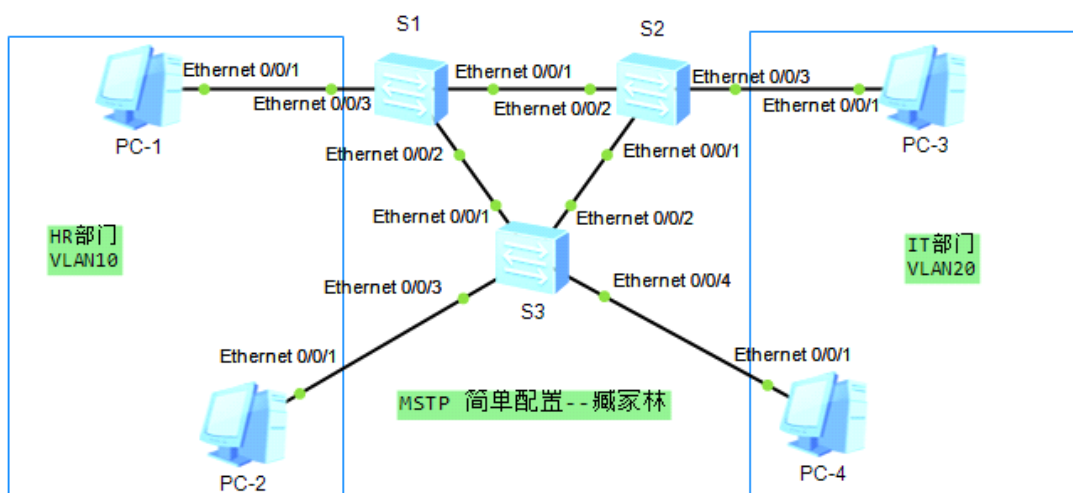 S1
S2
Ethernet 0/0/1
Ethernet 0/0/1
Ethernet 0/0/3
Ethernet 0/0/3
Ethernet 0/0/2
Ethernet 0/0/1
PC-1
PC-3
Ethernet 0/0/2
Ethernet 0/0/1
Ethernet 0/0/1
Ethernet 0/0/2
HR部门
VLAN10
IT部门
VLAN20
Ethernet 0/0/3
Ethernet 0/0/4
S3
Ethernet 0/0/1
Ethernet 0/0/1
MSTP 简单配置--臧冢林
PC-2
PC-4